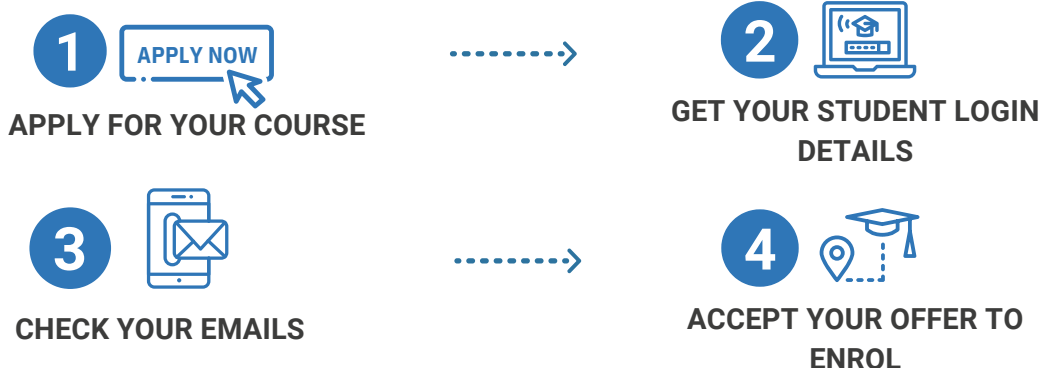 1
APPLY NOW
APPLY FOR YOUR COURSE
2
GET YOUR STUDENT LOGIN
DETAILS
3
CHECK YOUR EMAILS
4
ACCEPT YOUR OFFER TO
ENROL